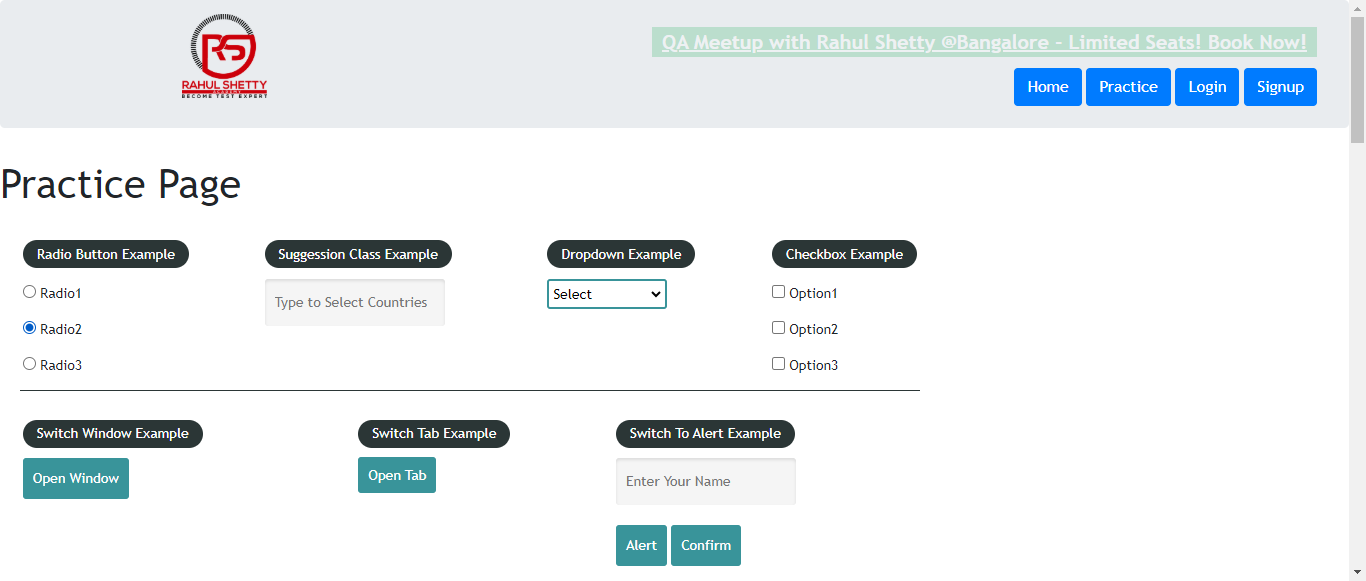 RAHUL SHETTY
ACADEMY
BECOME TEST EXPERT
QA Meetup with Rahul Shetty @Bangalore - Limited Seats! Book Now!
Home Practice Login Signup
Practice Page
Radio Button Example Suggession Class Example Dropdown Example Checkbox Example
Radio1 Type to Select Countries Select Option1
Radio2 Option2
Radio3 Option3
Switch Window Example Switch Tab Example Switch To Alert Example
Open Window Open Tab Enter Your Name
Alert Confirm